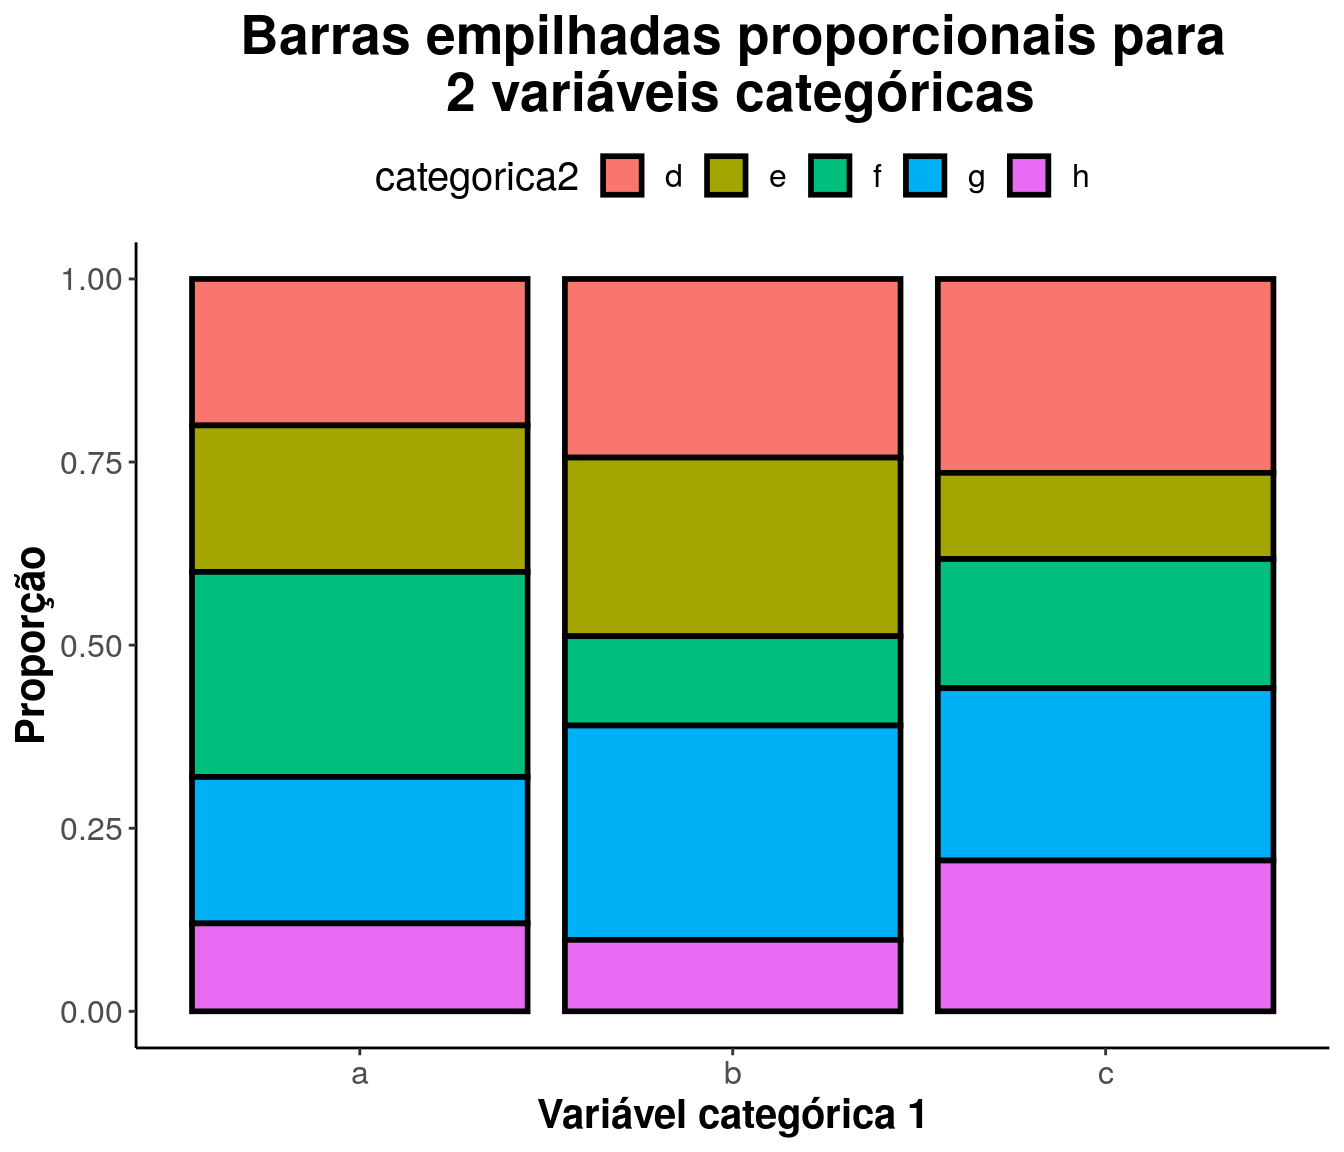 Barras empilhadas proporcionais para
2 variáveis categóricas
categorica2 d e f g h
1.00
0.75
0.50
0.25
0.00
Proporção
a b c
Variável categórica 1